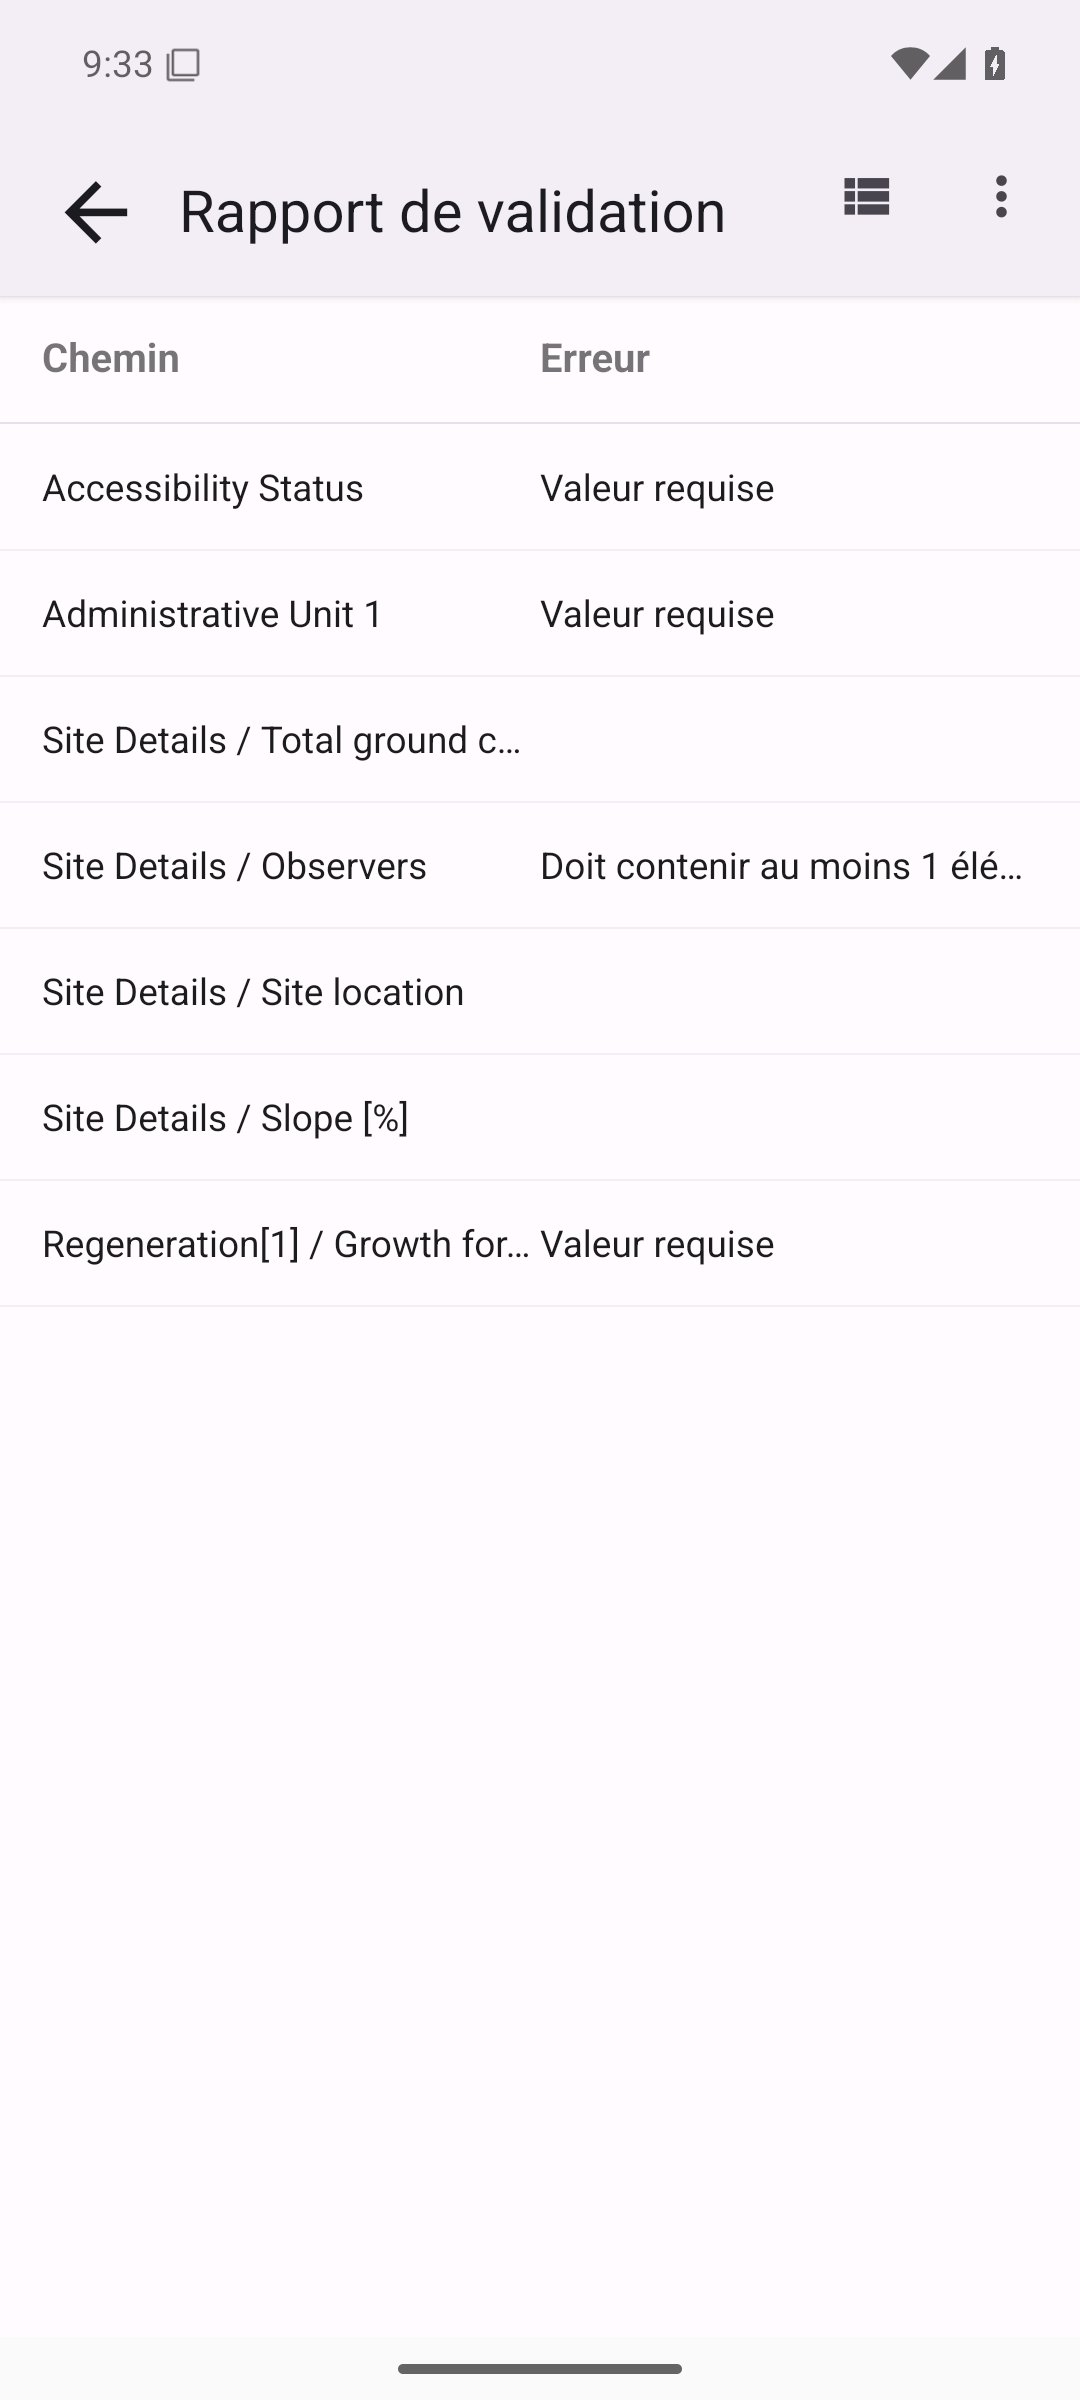 9:33
Rapport de validation
Chemin Erreur
Accessibility Status Valeur requise
Administrative Unit 1 Valeur requise
Site Details / Total ground c...
Site Details / Observers Doit contenir au moins 1 élé...
Site Details / Site location
Site Details / Slope [%]
Regeneration[1] / Growth for... Valeur requise